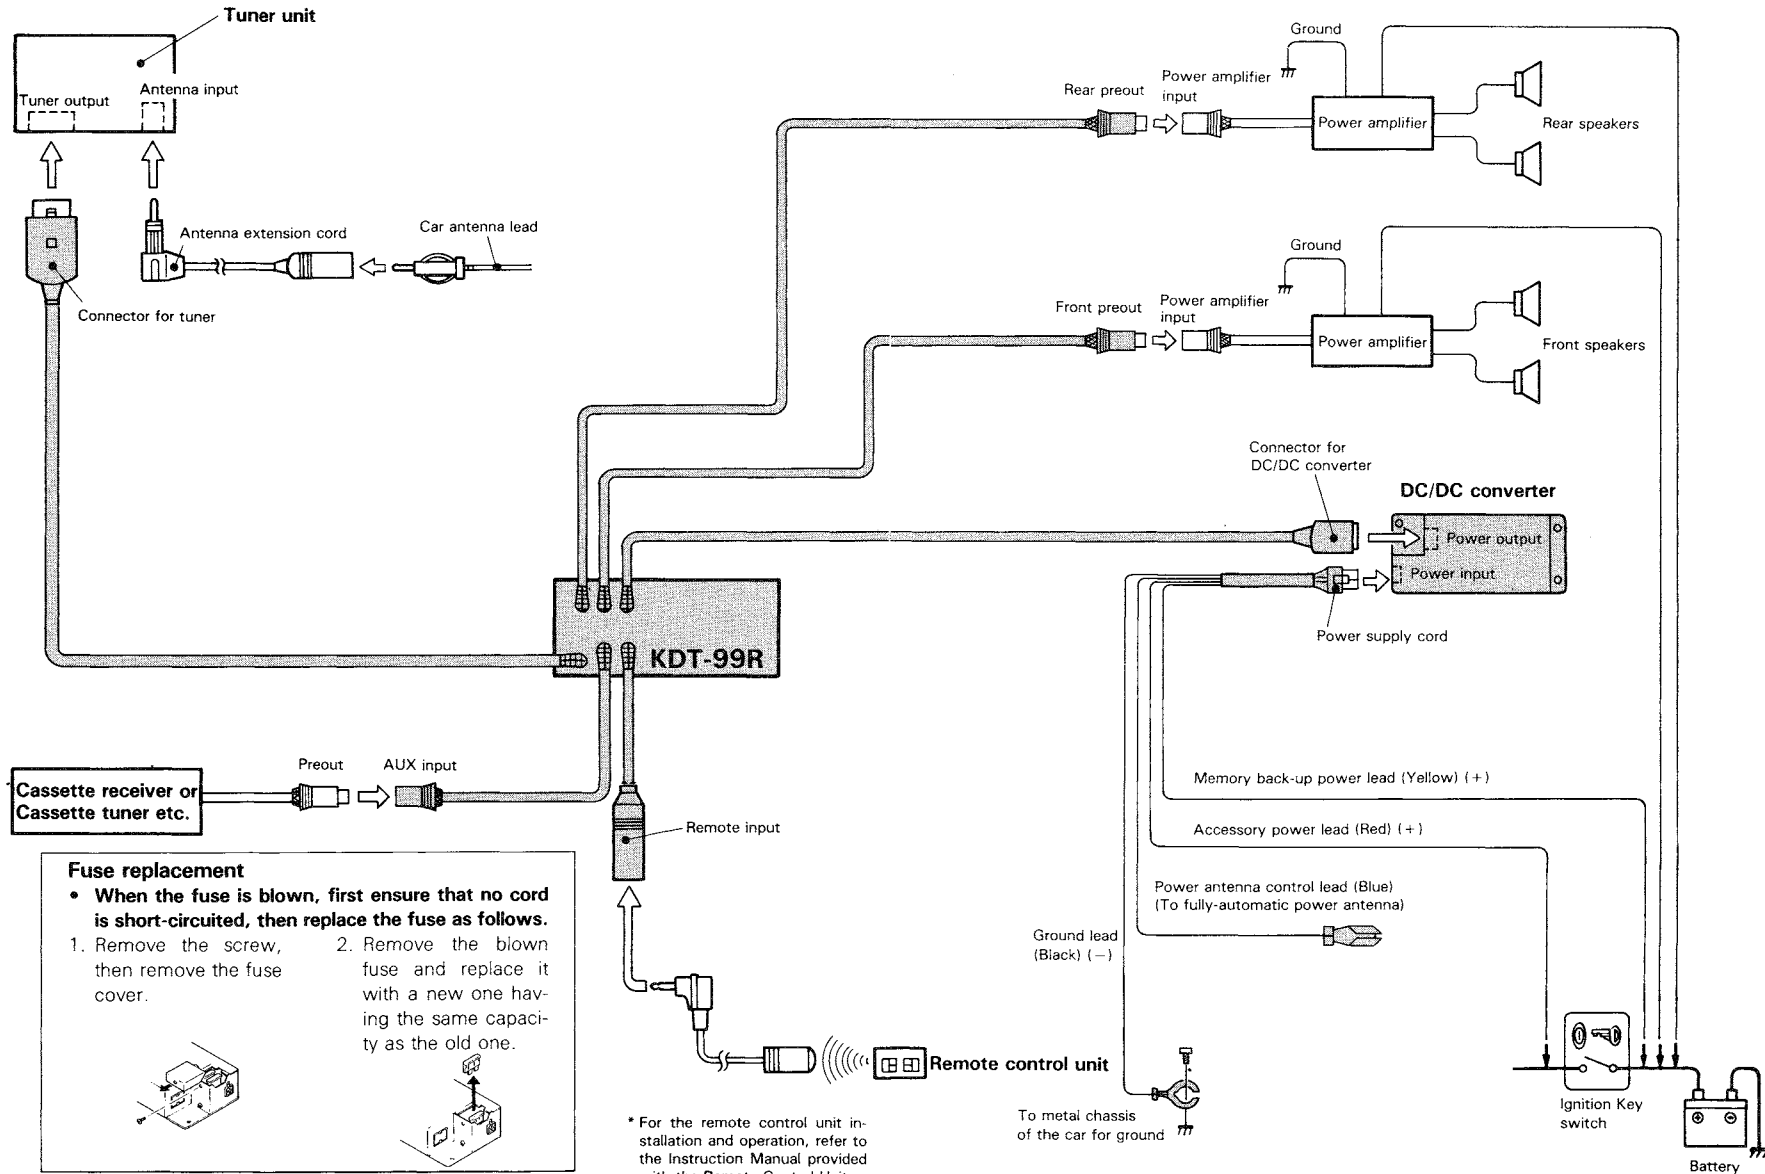 Tuner unit
Tuner output
Antenna input
Antenna extension cord
Car antenna lead
Connector for tuner
Rear preout
Power amplifier
input
Ground
Power amplifier
Rear speakers
Front preout
Power amplifier
input
Ground
Power amplifier
Front speakers
Connector for
DC/DC converter
DC/DC converter
Power output
Power input
Power supply cord
KDT-99R
Cassette receiver or
Cassette tuner etc.
Preout
AUX input
Remote input
Memory back-up power lead (Yellow) (+)
Accessory power lead (Red) (+)
Power antenna control lead (Blue)
(To fully-automatic power antenna)
Ground lead
(Black) (−)
Fuse replacement
• When the fuse is blown, first ensure that no cord
is short-circuited, then replace the fuse as follows.
1. Remove the screw,
then remove the fuse
cover.
2. Remove the blown
fuse and replace it
with a new one hav-
ing the same capaci-
ty as the old one.
Remote control unit
* For the remote control unit in-
stallation and operation, refer to
the Instruction Manual provided
with the Remote Control Unit
To metal chassis
of the car for ground
Ignition Key
switch
Battery